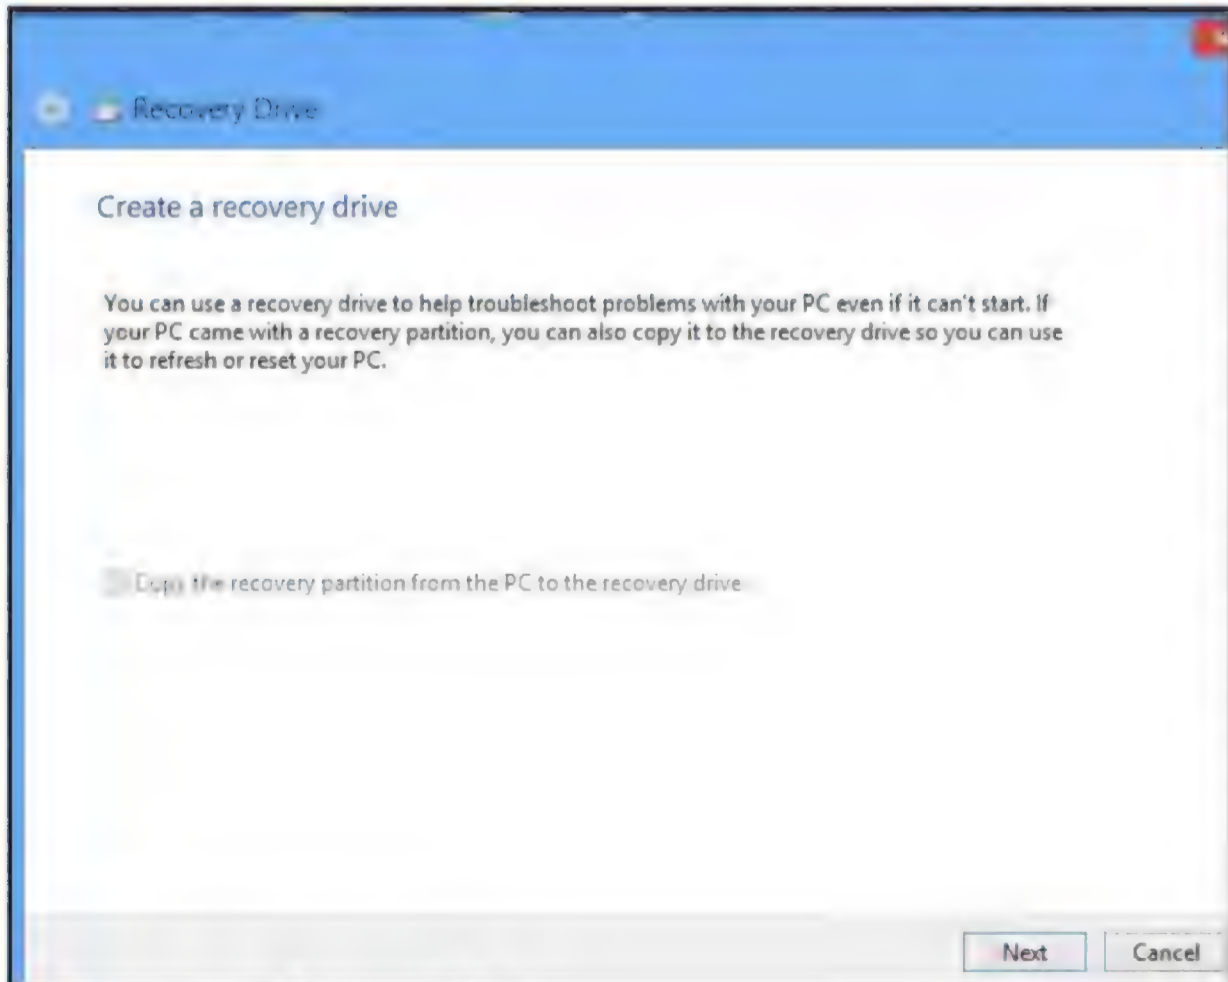 Recovery Drive
Create a recovery drive
You can use a recovery drive to help troubleshoot problems with your PC even if it can't start. If
your PC came with a recovery partition, you can also copy it to the recovery drive so you can use
it to refresh or reset your PC.
Copy the recovery partition from the PC to the recovery drive
Next
Cancel